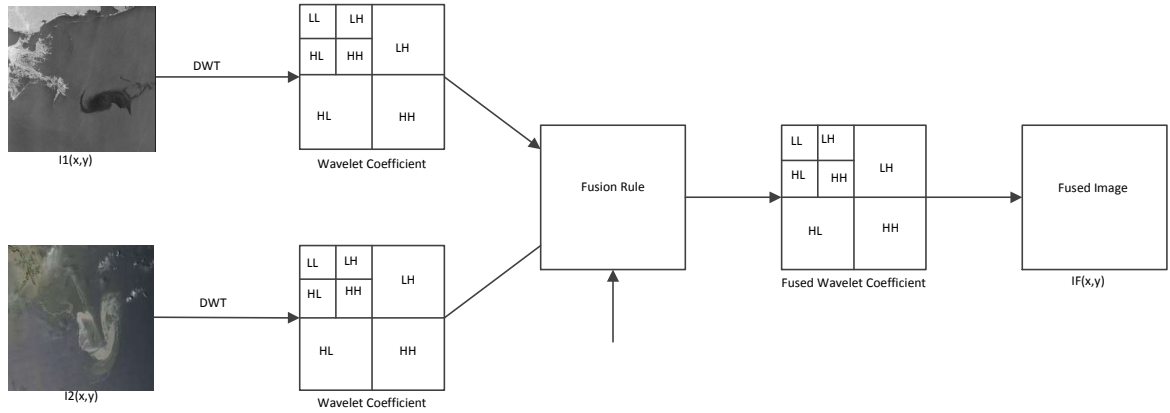 I1(x,y)
DWT
LL LH
HL HH
LH
HL
HH
Wavelet Coefficient
I2(x,y)
DWT
LL LH
HL HH
LH
HL
HH
Wavelet Coefficient
Fusion Rule
LL LH
HL HH
LH
HL
HH
Fused Wavelet Coefficient
Fused Image
IF(x,y)